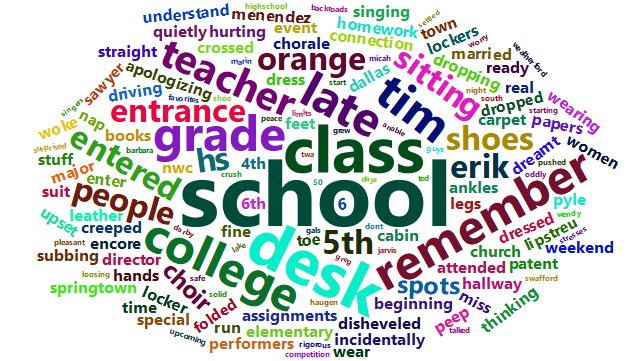 highschool
backroads
settled
understand menendez singing
town
quietly hurting event homework
lockers
weatherford
straight crossed chorale connection married
worry
marin start micah ready
sawyer apologizing teacher orange sitting dropping
driving favorites shoe dress late dallas tim real
night south
singers woke nap books entrance peace limits feet enable dropped wearing
starting
surprised entered barbara grade grew class guys shoes carpet papers women
stuff hs 4th twa erik pushed dreamt
major nwc crush 50 days ted ankles oddly
suit enter people school remember legs pyle
leather 6th 6 wendy
upset creeped darby fine gals dont cabin dressed lipstreu stresses
pleasant encore college lake desk toe 5th jarvis church weekend
subbing director choir safe greg spots attended patent swafford
springtown loosing hands solid haugen beginning hallway
locker folded assignments disheveled miss thinking
time special run elementary incidentally peep talked
upcoming performers rigorous wear
competition